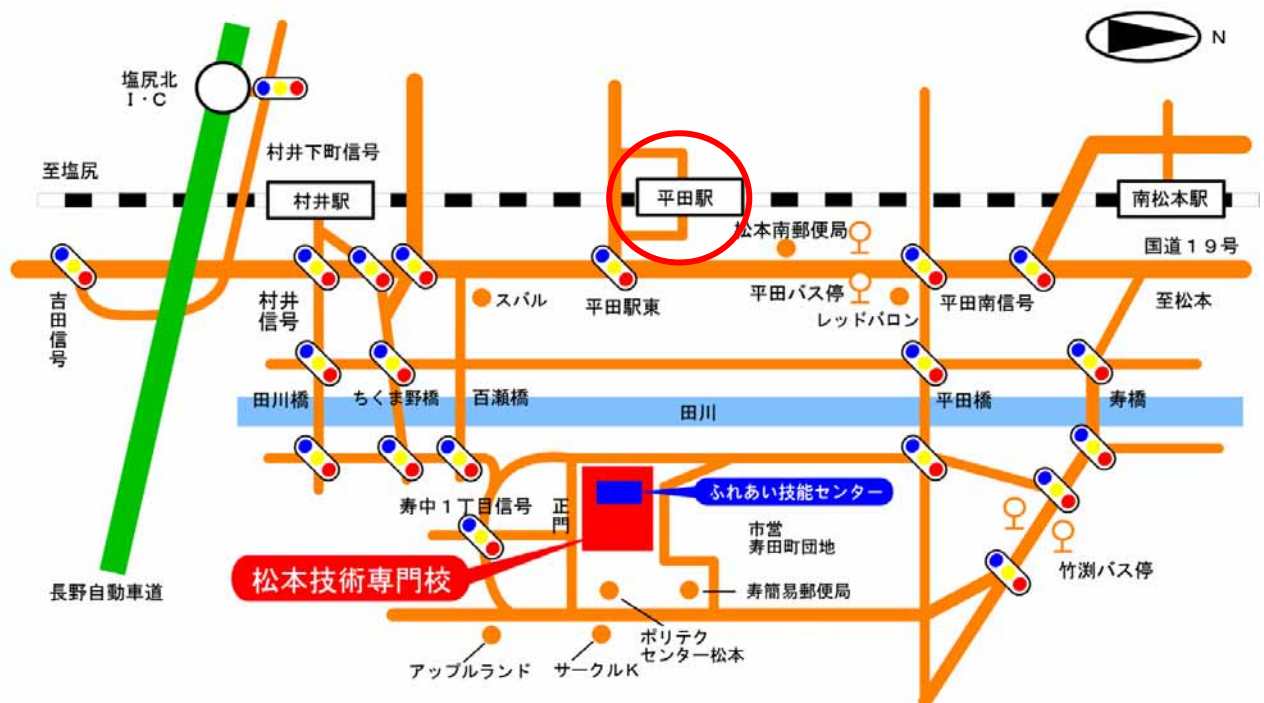 N
塩尻北
I・C
村井下町信号
至塩尻
村井駅
平田駅
南松本駅
松本南郵便局
国道19号
吉田信号
村井
信号
スバル
平田駅東
平田バス停
レッドバロン
平田南信号
至松本
田川橋
ちくま野橋
百瀬橋
田川
平田橋
寿橋
寿中1丁目信号
正門
ふれあい技能センター
市営
寿田町団地
松本技術専門校
長野自動車道
寿簡易郵便局
竹渕バス停
アップルランド
サークルK
ポリテク
センター松本